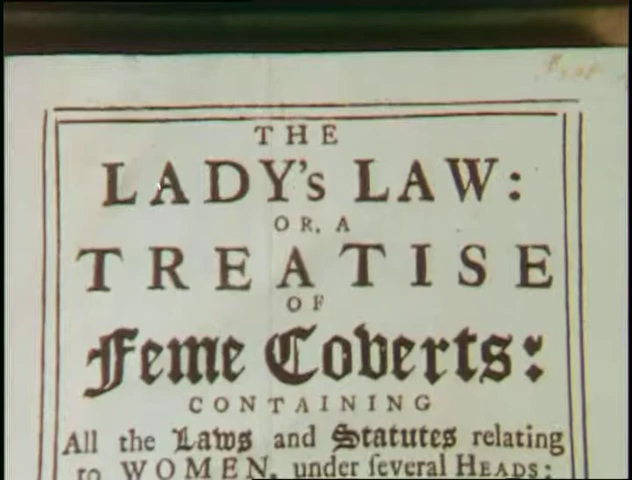 THE
LADY's LAW:
OR, A
TREATISE
OF
Feme Coverts:
CONTAINING
All the Laws and Statutes relating
to WOMEN, under ſeveral HEADS: